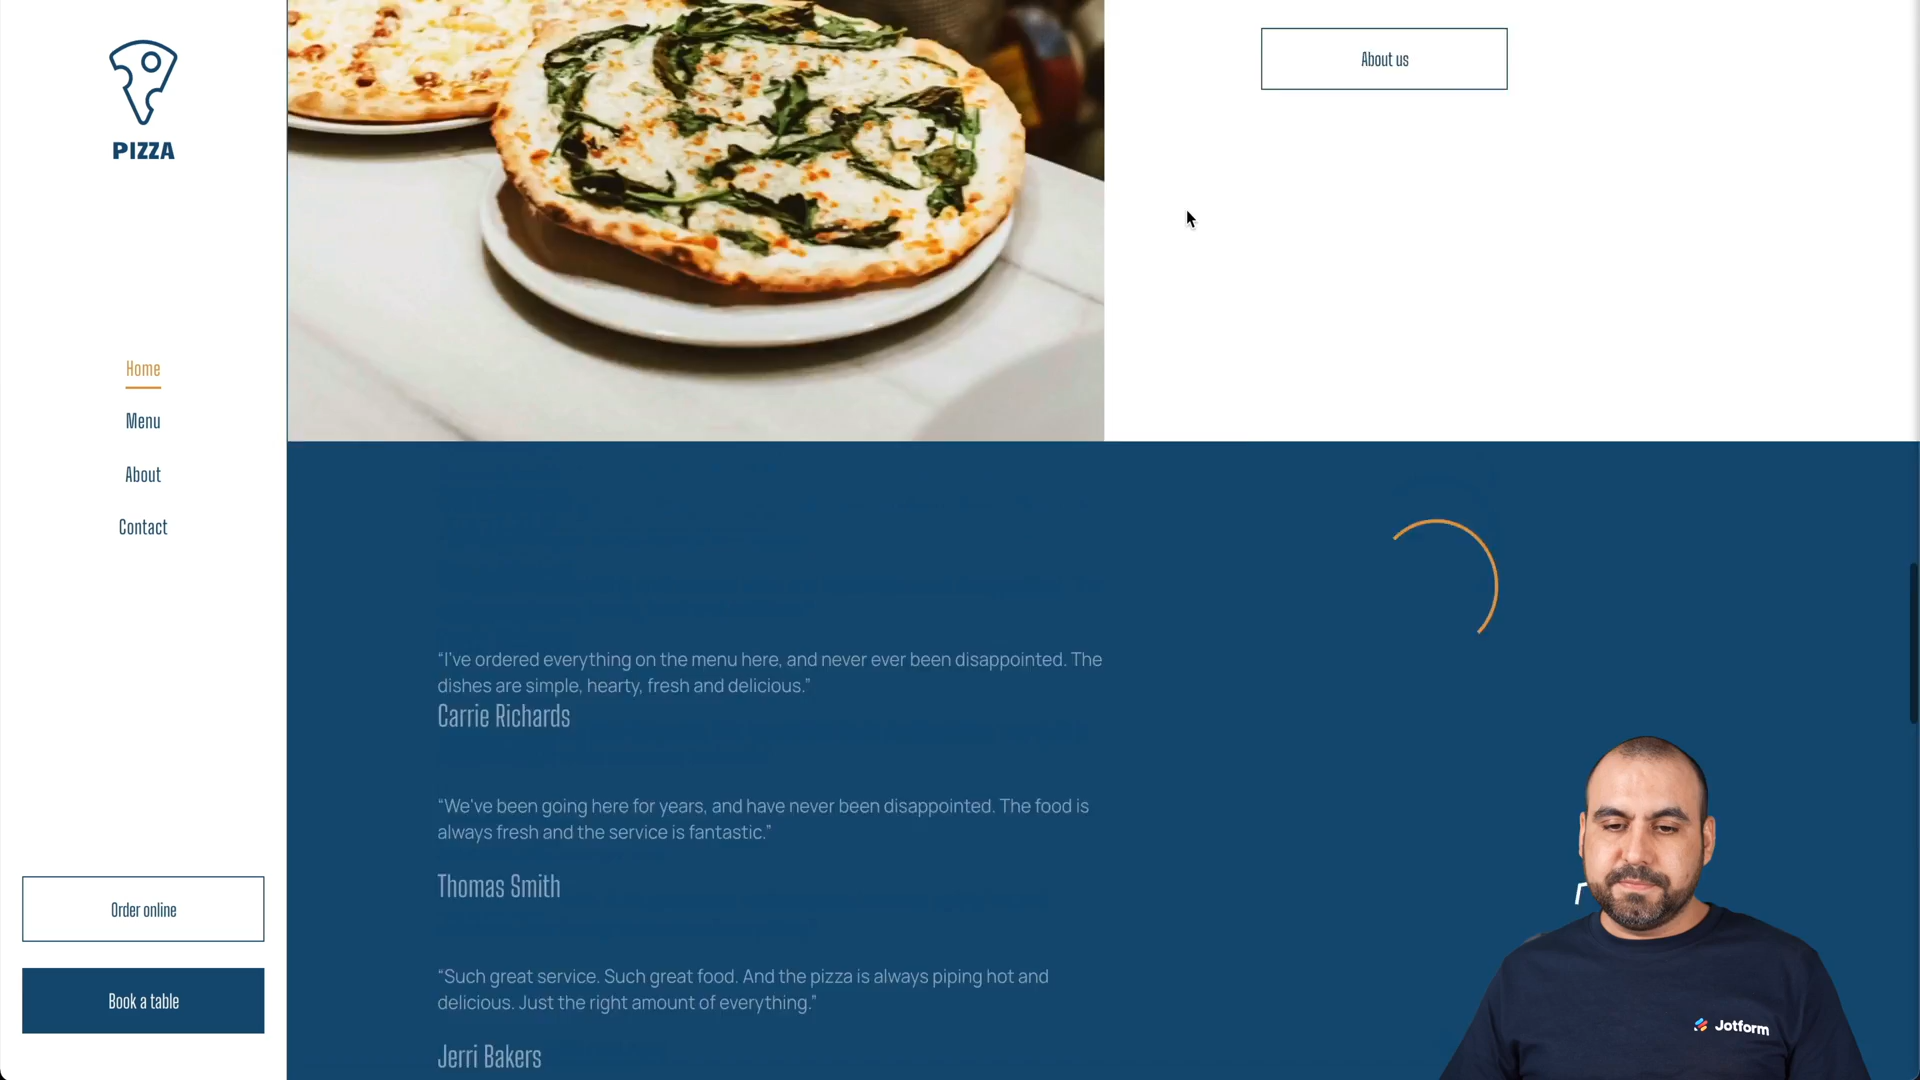 PIZZA
Home
Menu
About
Contact
Order online
Book a table
About us
“I’ve ordered everything on the menu here, and never ever been disappointed. The
dishes are simple, hearty, fresh and delicious.”
Carrie Richards
“We’ve been going here for years, and have never been disappointed. The food is
always fresh and the service is fantastic.”
Thomas Smith
“Such great service. Such great food. And the pizza is always piping hot and
delicious. Just the right amount of everything.”
Jerri Bakers
Jotform